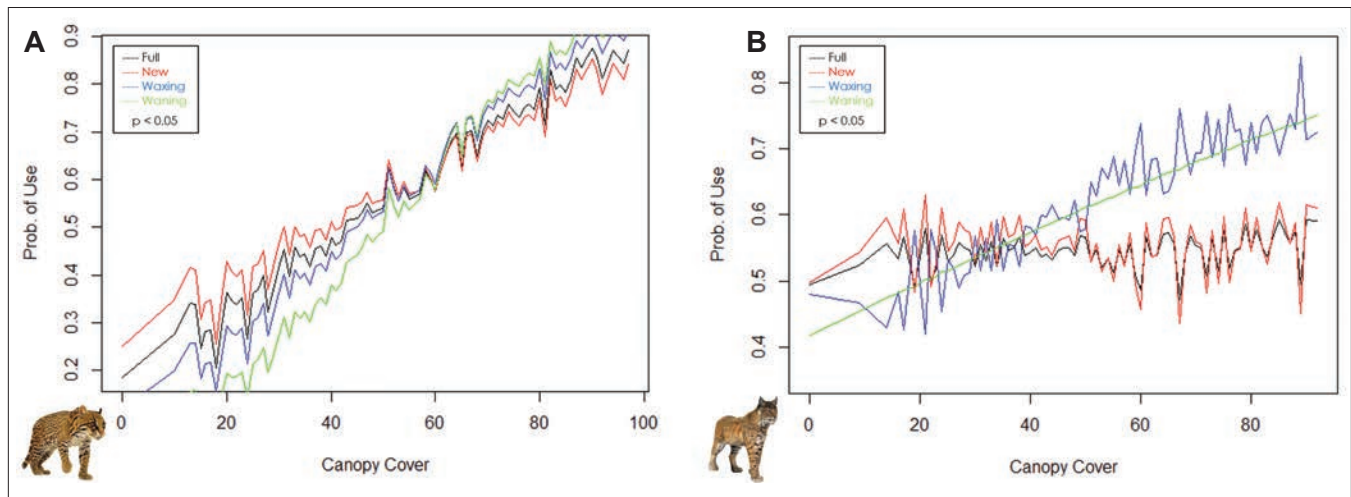 A
Prob. of Use
0.9
0.8
0.7
0.6
0.5
0.4
0.3
0.2
Full
New
Waxing
Waning
p < 0.05
0
20
40
60
80
100
Canopy Cover
B
Prob. of Use
0.8
0.7
0.6
0.5
0.4
Full
New
Waxing
Waning
p < 0.05
0
20
40
60
80
Canopy Cover